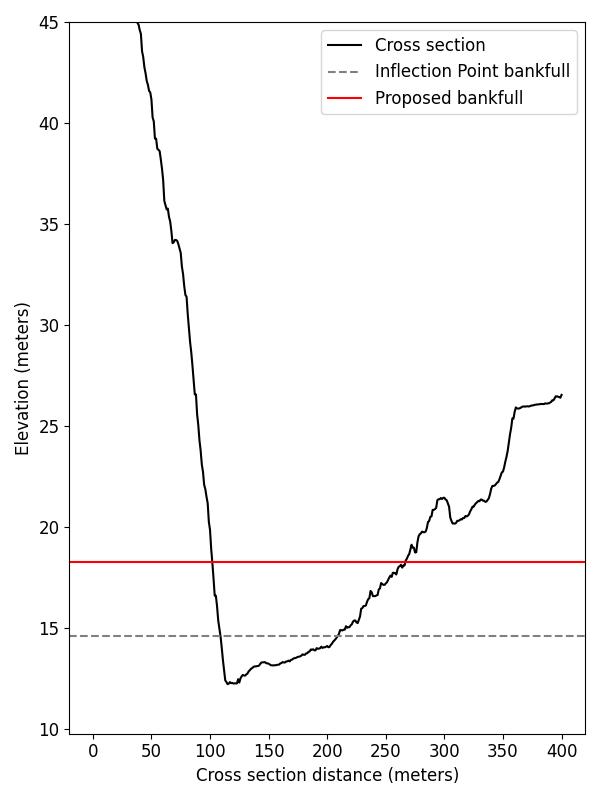 Cross section
Inflection Point bankfull
Proposed bankfull
Elevation (meters)
45
40
35
30
25
20
15
10
0 50 100 150 200 250 300 350 400
Cross section distance (meters)